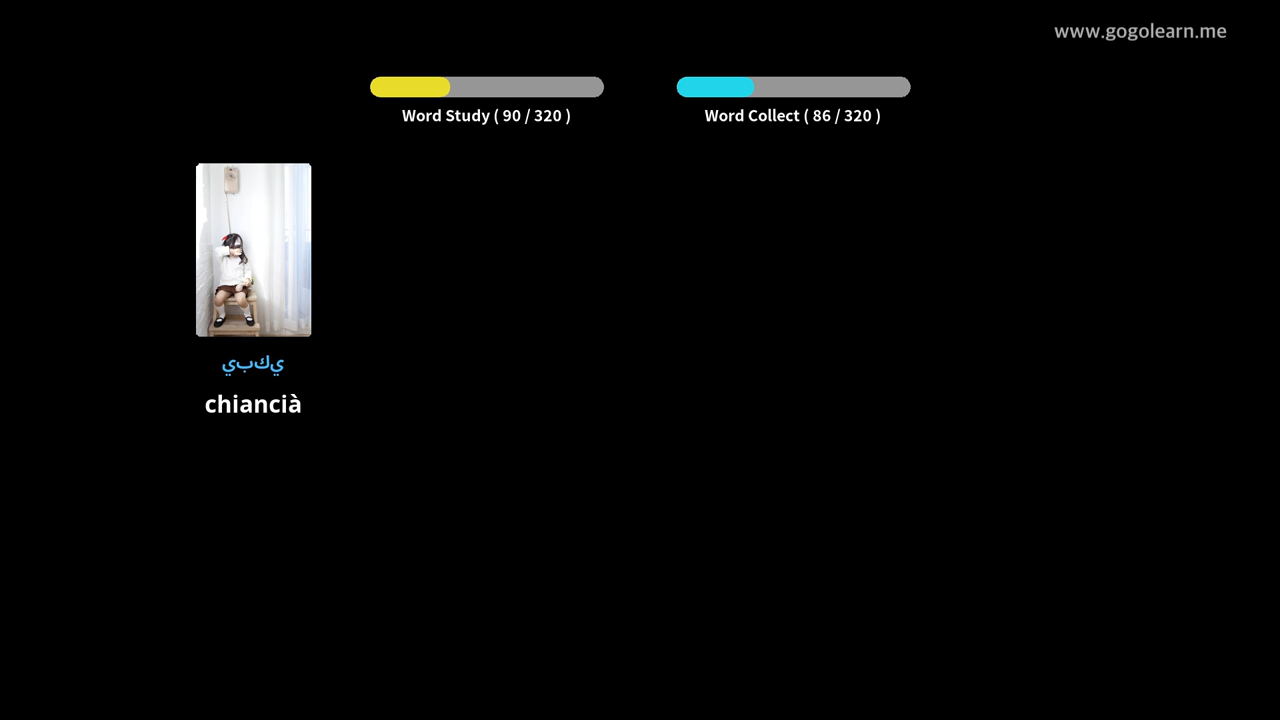 www.gogolearn.me
Word Study ( 90 / 320 )
Word Collect ( 86 / 320 )
يبكي
chiancià